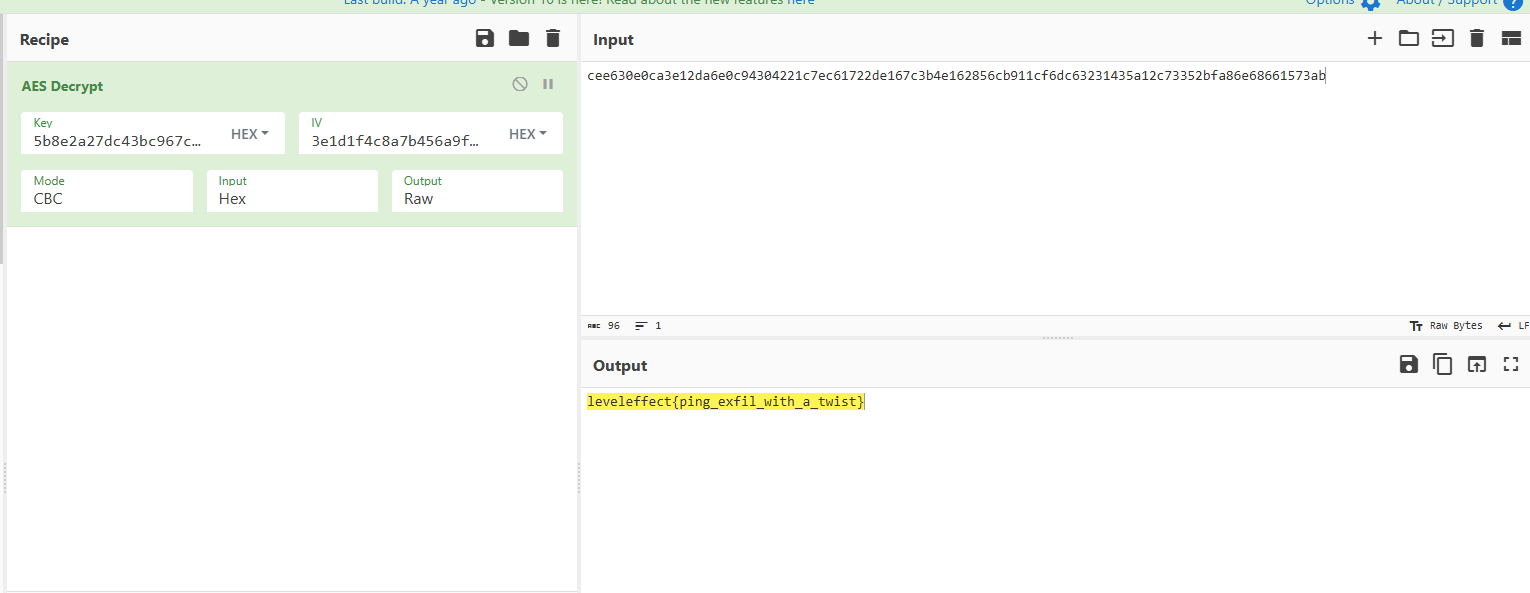 Last build: A year ago - Version 10 is here! Read about the new features here
Options
About / Support
Recipe
AES Decrypt
Key
5b8e2a27dc43bc967c…
HEX
IV
3e1d1f4c8a7b456a9f…
HEX
Mode
CBC
Input
Hex
Output
Raw
Input
cee630e0ca3e12da6e0c94304221c7ec61722de167c3b4e162856cb911cf6dc63231435a12c73352bfa86e68661573ab
ABC 96
1
Tт Raw Bytes
LF
Output
leveleffect{ping_exfil_with_a_twist}